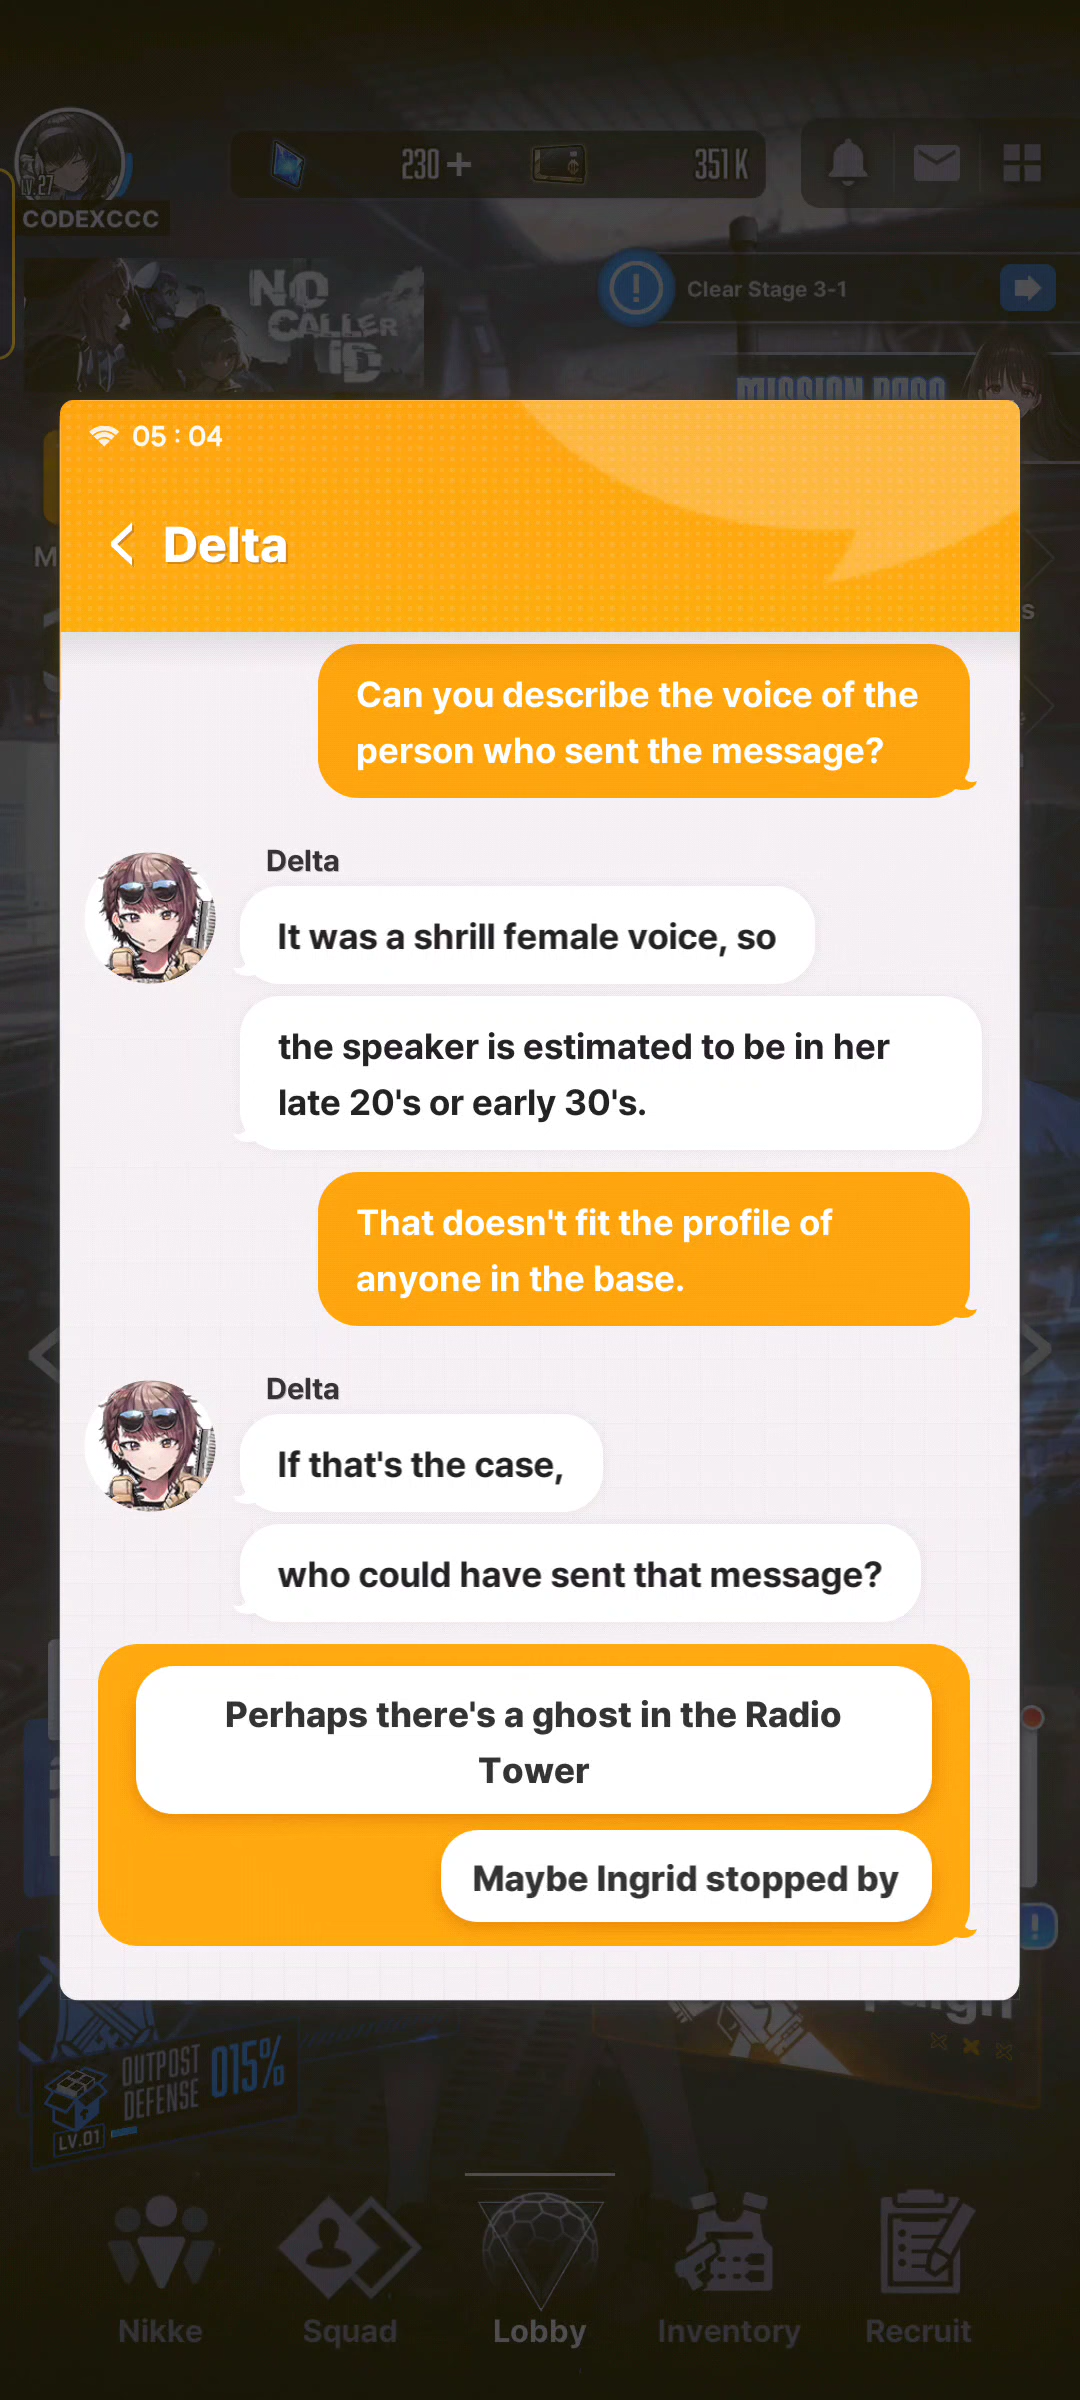 LV.27
230
351 K
CODEXCCC
NO
CALLER
ID
Clear Stage 3-1
MISSION PASS
05 : 04
Delta
M
s
Can you describe the voice of the
person who sent the message?
Delta
It was a shrill female voice, so
the speaker is estimated to be in her
late 20's or early 30's.
That doesn't fit the profile of
anyone in the base.
Delta
If that's the case,
who could have sent that message?
Perhaps there's a ghost in the Radio
Tower
Maybe Ingrid stopped by
OUTPOST
DEFENSE
015%
LV.01
Nikke
Squad
Lobby
Inventory
Recruit